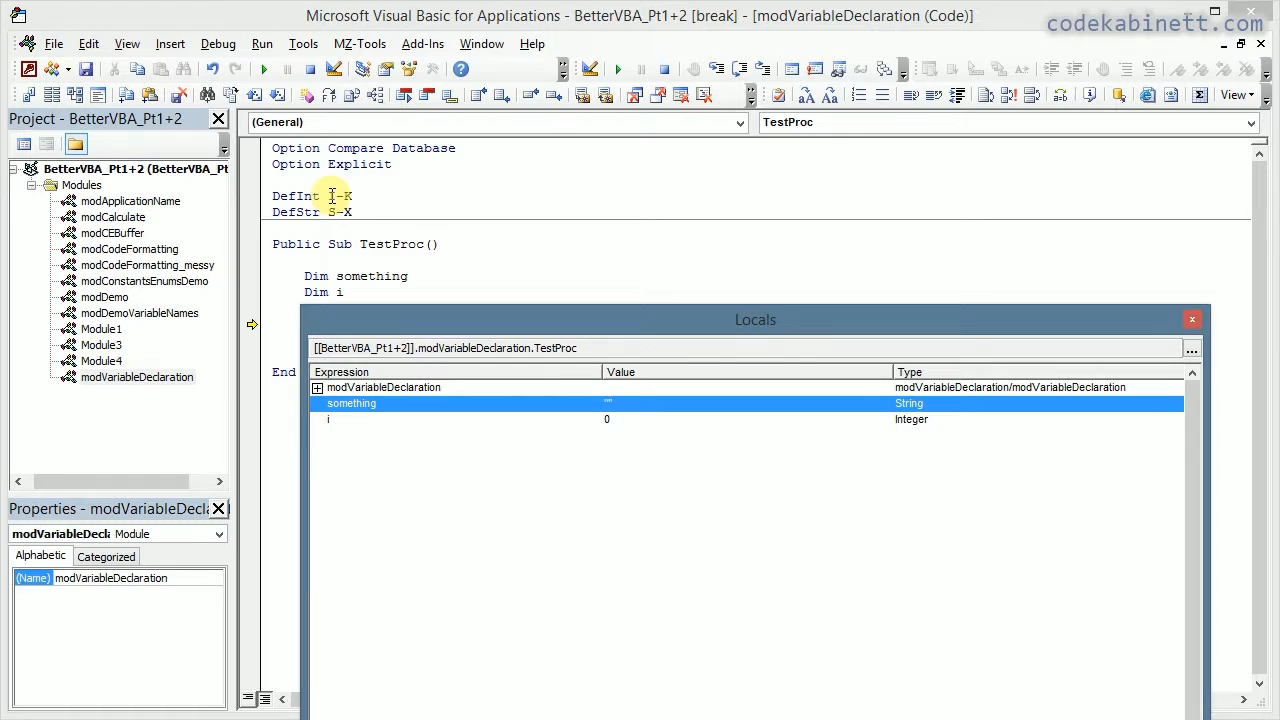 Microsoft Visual Basic for Applications - BetterVBA_Pt1+2 [break] - [modVariableDeclaration (Code)]
codekabinett.com
File Edit View Insert Format Debug Run Tools MZ-Tools Add-Ins Window Help
View
Project - BetterVBA_Pt1+2
(General)
TestProc
BetterVBA_Pt1+2 (BetterVBA_Pt
Modules
modApplicationName
modCalculate
modCEBuffer
modCodeFormatting
modCodeFormatting_messy
modConstantsEnumsDemo
modDemo
modDemoVariableNames
Module1
Module3
Module4
modVariableDeclaration
Option Compare Database
Option Explicit
DefInt I-K
DefStr S-X
Public Sub TestProc()
Dim something
Dim i
End
Locals
[[BetterVBA_Pt1+2]].modVariableDeclaration.TestProc
...
Expression Value Type
modVariableDeclaration modVariableDeclaration/modVariableDeclaration
something "" String
i 0 Integer
Properties - modVariableDecla
modVariableDecl Module
Alphabetic Categorized
(Name) modVariableDeclaration